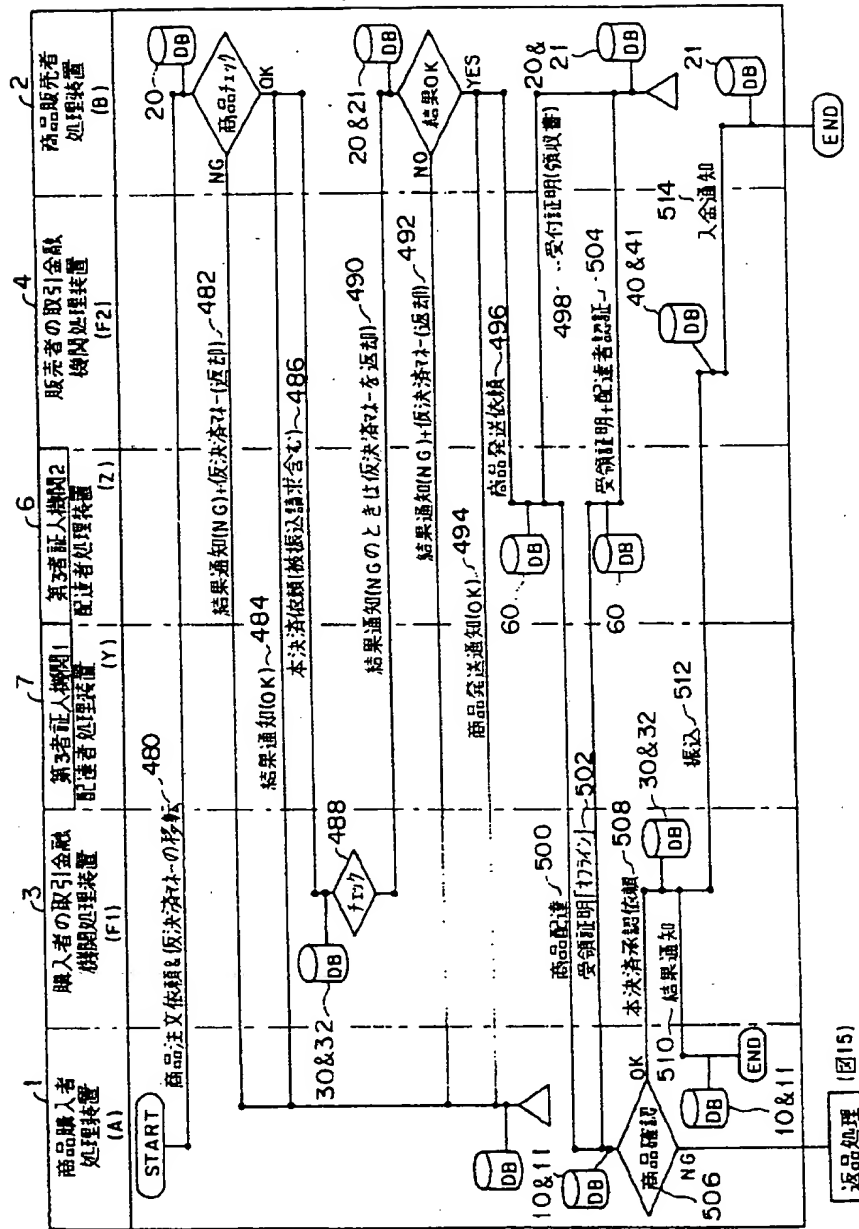 1
商品購入者
処理装置
(A)
3
購入者の取引金融
機関処理装置
(F1)
7
第3者証人機関1
配達者処理装置
(Y)
6
第3者証人機関2
配達者処理装置
(Z)
4
販売者の取引金融
機関処理装置
(F2)
2
商品販売者
処理装置
(B)
START
商品注文依頼&仮決済マネーの移転
480
20
DB
商品チェック
NG
OK
結果通知(NG)+仮決済マネー(返却)
482
結果通知(OK)
484
本決済依頼(被振込請求含む)
486
30&32
DB
チェック
488
結果通知(NGのときは仮決済マネーを返却)
490
20&21
DB
結果OK
NO
YES
結果通知(NG)+仮決済マネー(返却)
492
商品発送通知(OK)
494
商品発送依頼
496
DB
10&11
60
DB
498
受付証明(領収書)
20&
21
DB
商品配達
500
受領証明[オフライン]
502
60
DB
受領証明+配達者認証
504
10&11
DB
商品確認
506
OK
NG
本決済承認依頼
508
30&32
DB
510
結果通知
DB
10&11
END
振込
512
40&41
DB
514
入金通知
21
DB
END
返品処理
(図15)